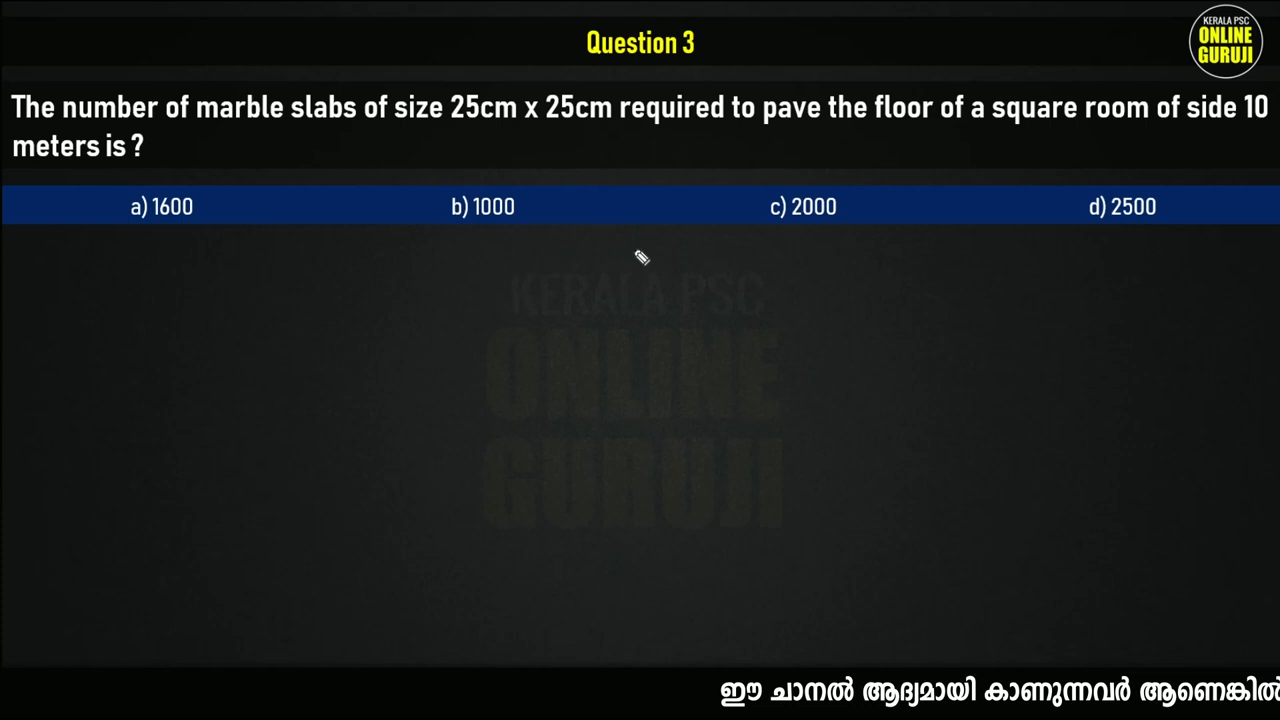 Question 3
KERALA PSC
ONLINE
GURUJI
The number of marble slabs of size 25cm x 25cm required to pave the floor of a square room of side 10
meters is ?
a) 1600 b) 1000 c) 2000 d) 2500
KERALA PSC
ONLINE
GURUJI
ഈ ചാനൽ ആദ്യമായി കാണുന്നവർ ആണെങ്കിൽ